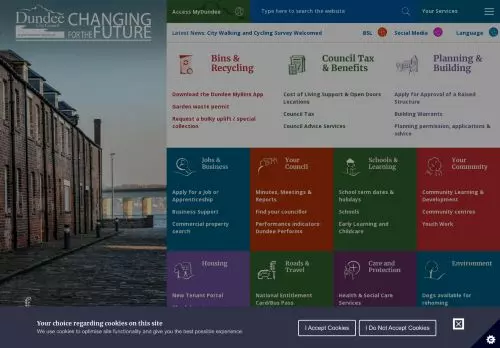 Dundee CHANGING
FOR THE FUTURE
Access MyDundee
Type here to search the website
Your Services
Latest News: City Walking and Cycling Survey Welcomed
BSL
Social Media
Language
Bins &
Recycling
Download the Dundee MyBins App
Garden waste permit
Request a bulky uplift / special
collection
Council Tax
& Benefits
Cost of Living Support & Open Doors
Locations
Council Tax
Council Advice Services
Planning &
Building
Apply for Approval of a Raised
Structure
Building Warrants
Planning permission, applications &
advice
Jobs &
Business
Apply for a Job or
Apprenticeship
Business Support
Commercial property
search
Your
Council
Minutes, Meetings &
Reports
Find your councillor
Performance Indicators
Dundee Performs
Schools &
Learning
School term dates &
holidays
Schools
Early Learning and
Childcare
Your
Community
Community Learning &
Development
Community centres
Youth Work
Housing
New Tenant Portal
Roads &
Travel
National Entitlement
Card/Bus Pass
Care and
Protection
Health & Social Care
Services
Environment
Dogs available for
rehoming
Your choice regarding cookies on this site
We use cookies to optimise site functionality and give you the best possible experience.
I Accept Cookies
I Do Not Accept Cookies